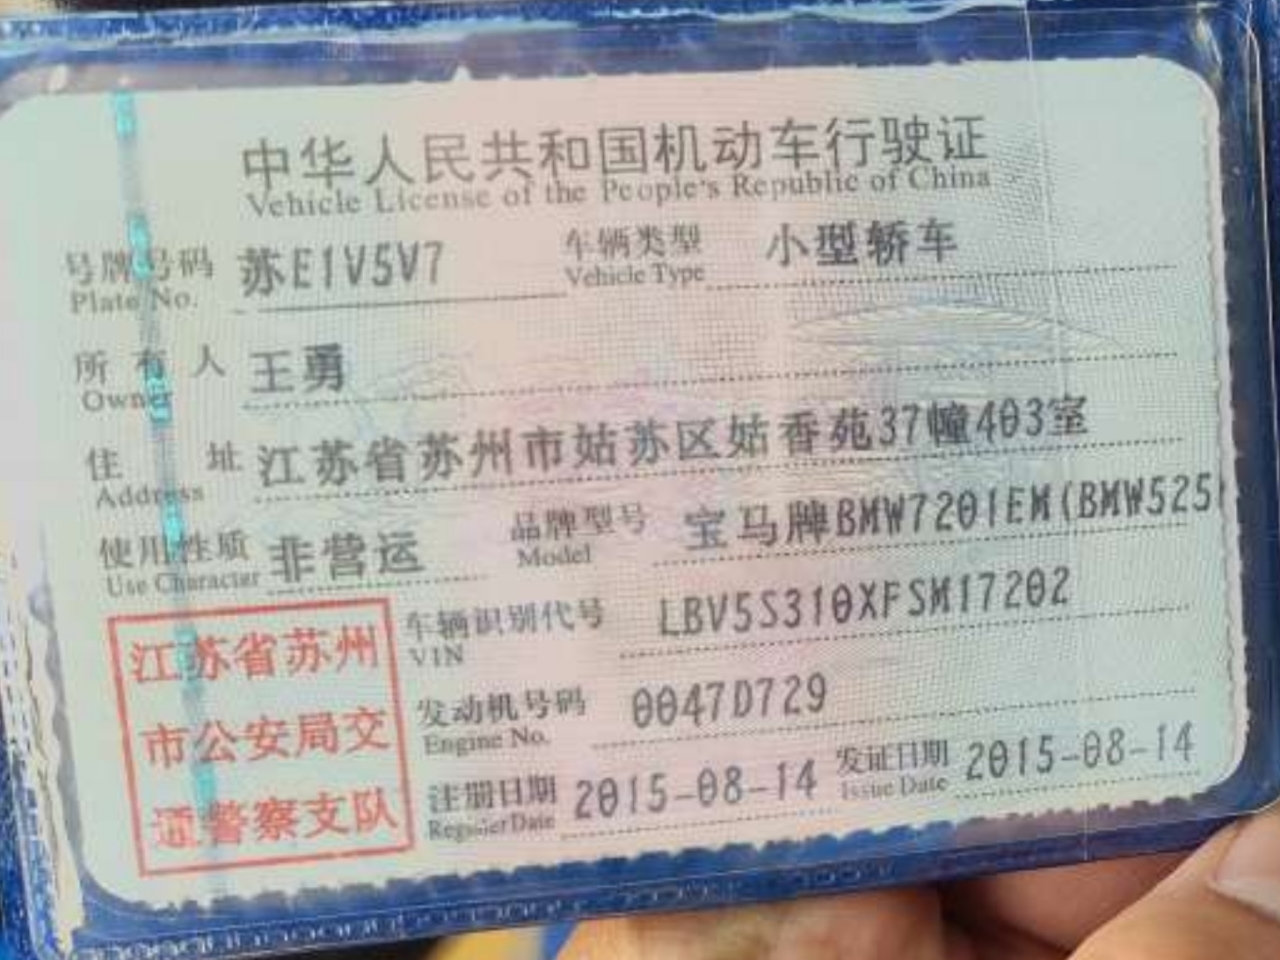 中华人民共和国机动车行驶证
Vehicle License of the People's Republic of China
号牌号码 苏E1V5V7 车辆类型 小型轿车
Plate No. Vehicle Type
所有人 王勇
Owner
住址 江苏省苏州市姑苏区姑香苑37幢403室
Address
使用性质 非营运 品牌型号 宝马牌BMW7201EM(BMW525
Use Character Model
江苏省苏州
市公安局交
通警察支队
车辆识别代号 LBV5S310XFSM17202
VIN
发动机号码 0047D729
Engine No.
注册日期 2015-08-14 发证日期 2015-08-14
Register Date Issue Date